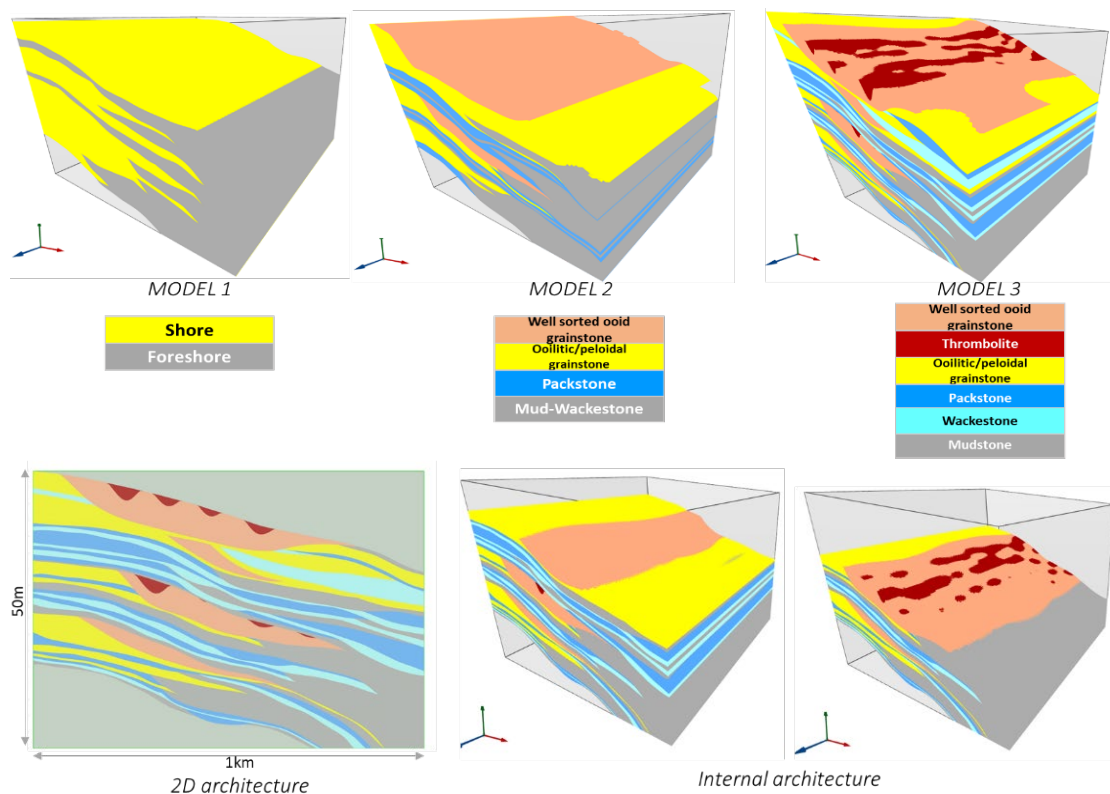 MODEL 1
MODEL 2
MODEL 3
Shore
Foreshore
Well sorted ooid
grainstone
Ooilitic/peloidal
grainstone
Packstone
Mud-Wackestone
Well sorted ooid
grainstone
Thrombolite
Ooilitic/peloidal
grainstone
Packstone
Wackestone
Mudstone
50m
1km
2D architecture
Internal architecture